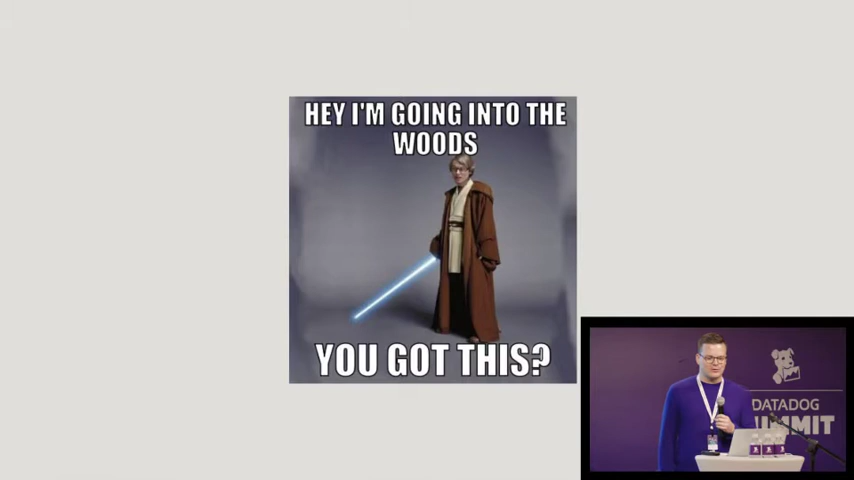 HEY I'M GOING INTO THE
WOODS
YOU GOT THIS?
DATADOG
SUMMIT